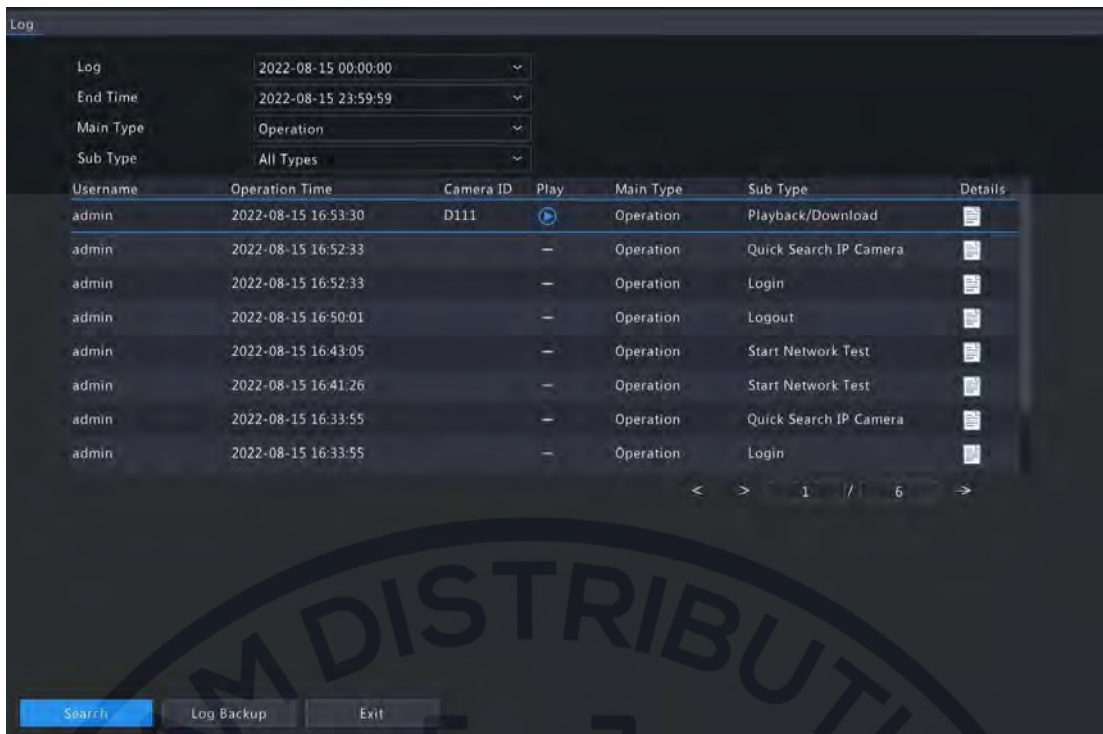 Log
Log 2022-08-15 00:00:00
End Time 2022-08-15 23:59:59
Main Type Operation
Sub Type All Types
Username Operation Time Camera ID Play Main Type Sub Type Details
admin 2022-08-15 16:53:30 D111 Operation Playback/Download
admin 2022-08-15 16:52:33 — Operation Quick Search IP Camera
admin 2022-08-15 16:52:33 — Operation Login
admin 2022-08-15 16:50:01 — Operation Logout
admin 2022-08-15 16:43:05 — Operation Start Network Test
admin 2022-08-15 16:41:26 — Operation Start Network Test
admin 2022-08-15 16:33:55 — Operation Quick Search IP Camera
admin 2022-08-15 16:33:55 — Operation Login
< > 1 / 6 →
M DISTRIBUT
Search Log Backup Exit